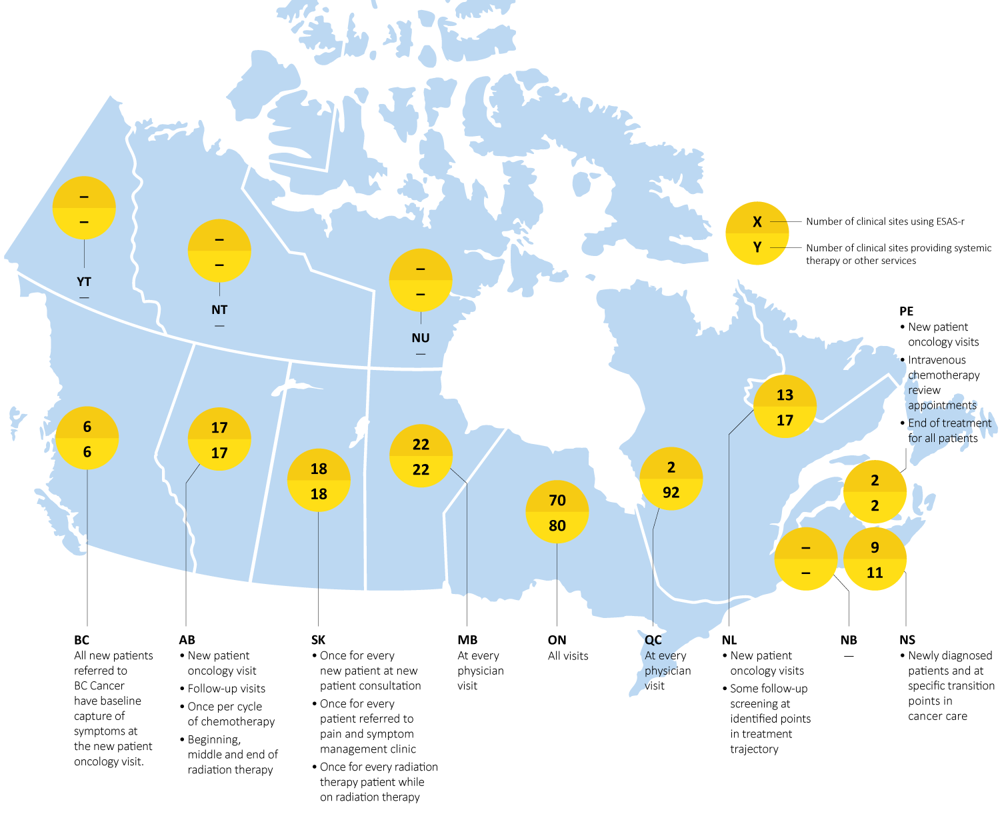 –
–
YT
—
–
–
NT
—
–
–
NU
—
X
Number of clinical sites using ESAS-r
Y
Number of clinical sites providing systemic
therapy or other services
PE
• New patient
oncology visits
• Intravenous
chemotherapy
review
appointments
• End of treatment
for all patients
6
6
17
17
18
18
22
22
70
80
2
92
13
17
2
2
–
–
9
11
BC
All new patients
referred to
BC Cancer
have baseline
capture of
symptoms at
the new patient
oncology visit.
AB
• New patient
oncology visit
• Follow-up visits
• Once per cycle
of chemotherapy
• Beginning,
middle and end of
radiation therapy
SK
• Once for every
new patient at new
patient consultation
• Once for every
patient referred to
pain and symptom
management clinic
• Once for every radiation
therapy patient while
on radiation therapy
MB
At every
physician
visit
ON
All visits
QC
At every
physician
visit
NL
• New patient
oncology visits
• Some follow-up
screening at
identified points
in treatment
trajectory
NB
—
NS
• Newly diagnosed
patients and at
specific transition
points in
cancer care